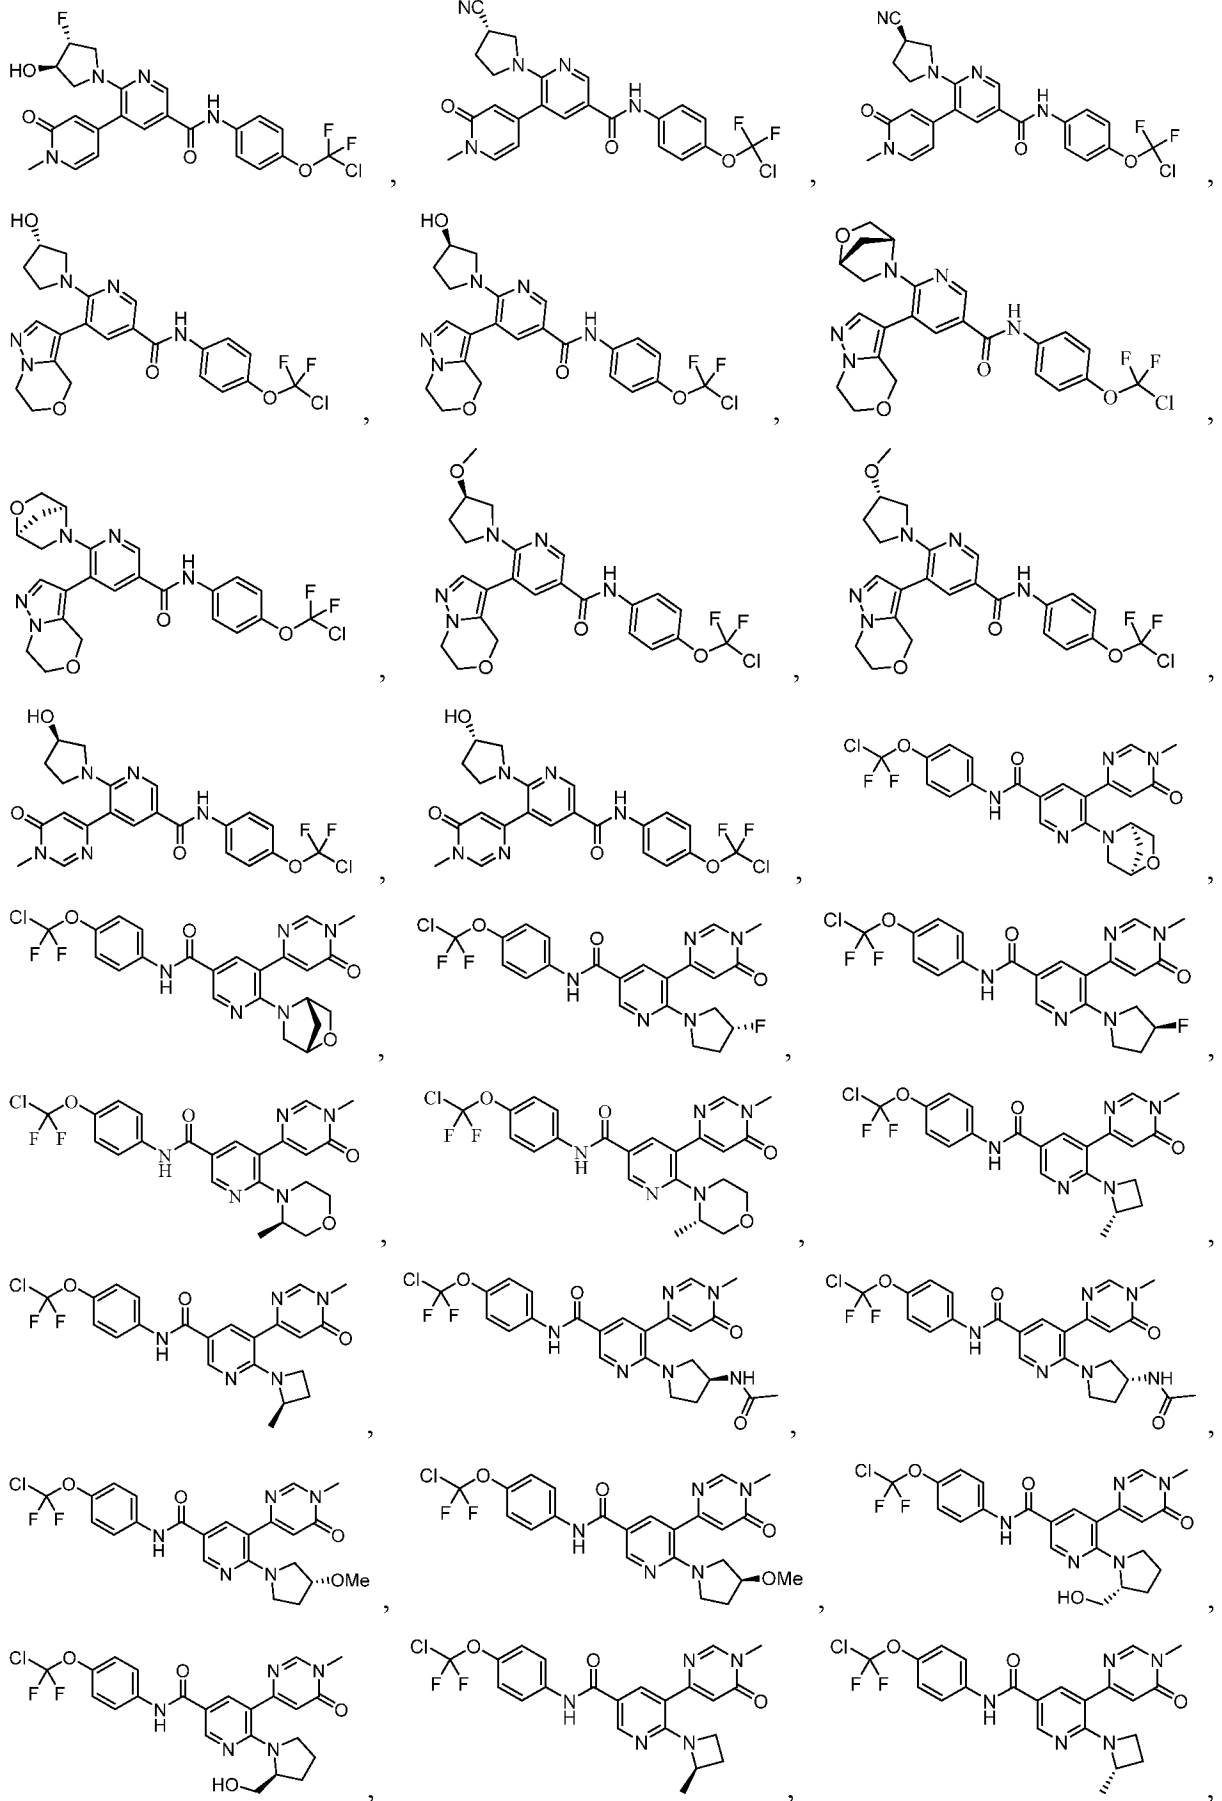 F
HO N N
H
O N
N O
F F
O Cl ,
NC
N N
H
O N
N O
F F
O Cl ,
NC
N N
H
O N
N O
F F
O Cl ,
HO
N N
H
N N
N O
F F
O Cl
O ,
HO
N N
H
N N
N O
F F
O Cl
O ,
O
N N
H
N N
N O
F F
O Cl
O ,
O
N N
H
N N
N O
F F
O Cl
O ,
O
N N
H
N N
N O
F F
O Cl
O ,
O
N N
H
N N
N O
F F
O Cl
O ,
HO
N N
H
O N
N N O
F F
O Cl ,
HO
N N
H
O N
N N O
F F
O Cl ,
Cl O O N N
F F N O
H
N N O ,
Cl O O N N
F F N O
H
N N O ,
Cl O O N N
F F N O
H
N N F ,
Cl O O N N
F F N O
H
N N F ,
Cl O O N N
F F N O
H
N N O ,
Cl O O N N
F F N O
H
N N O ,
Cl O O N N
F F N O
H
N N ,
Cl O O N N
F F N O
H
N N ,
Cl O O N N
F F N O
H
N N NH
O ,
Cl O O N N
F F N O
H
N N NH
O ,
Cl O O N N
F F N O
H
N N OMe ,
Cl O O N N
F F N O
H
N N OMe ,
Cl O O N N
F F N O
H
N N
HO ,
Cl O O N N
F F N O
H
N N
HO ,
Cl O O N N
F F N O
H
N N ,
Cl O O N N
F F N O
H
N N ,